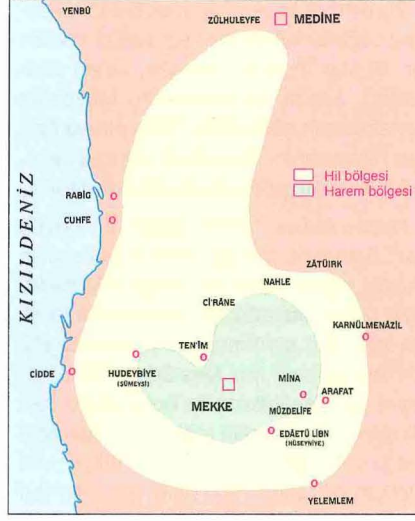 YENBÛ
ZÜLHULEYFE
MEDİNE
Hil bölgesi
Harem bölgesi
KIZILDENİZ
RABİG
CUHFE
ZÂTÜIRK
NAHLE
Cİ'RÂNE
KARNÜLMENÂZİL
TEN'İM
CİDDE
HUDEYBİYE
(ŞÜMEYSİ)
MİNA
ARAFAT
MEKKE
MÜZDELİFE
EDÂETÜ LİBN
(HÜSEYNİYE)
YELEMLEM